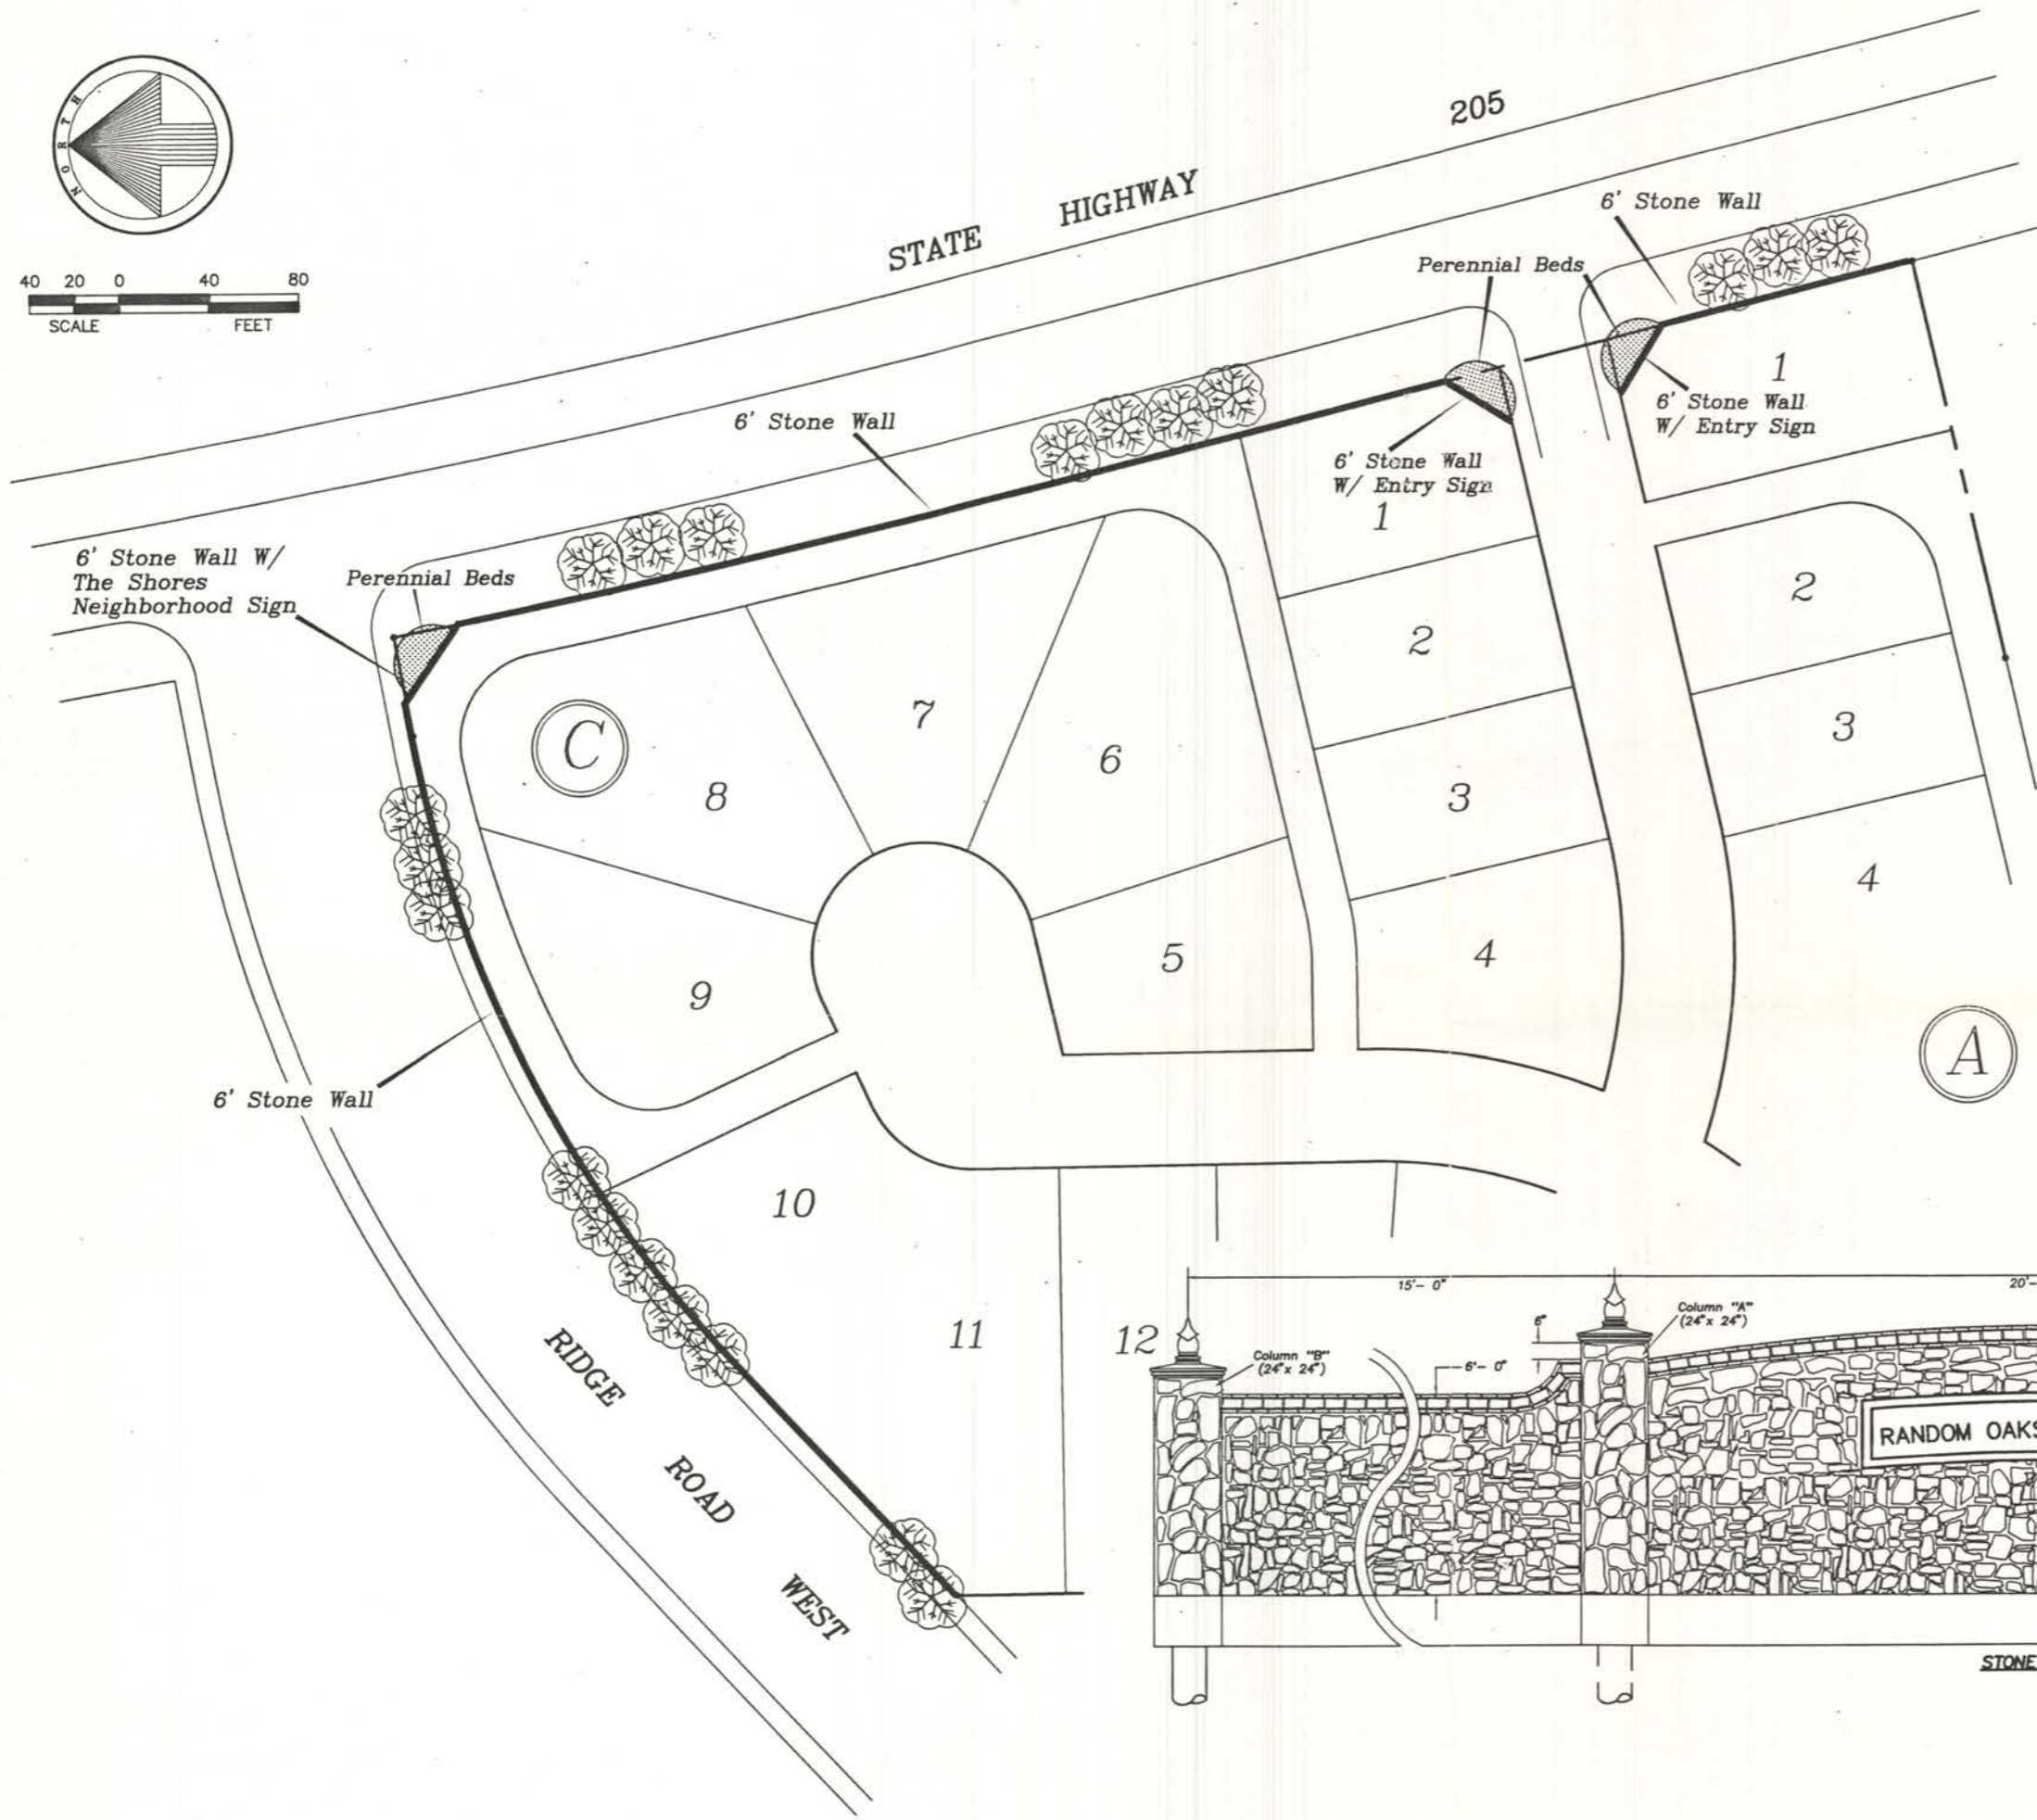 NORTH
40 20 0 40 80
SCALE FEET
STATE HIGHWAY 205
6' Stone Wall
Perennial Beds
6' Stone Wall
W/ Entry Sign
1
6' Stone Wall
6' Stone Wall
W/ Entry Sign
1
6' Stone Wall W/
The Shores
Neighborhood Sign
Perennial Beds
C
8
7
6
2
2
3
3
9
5
4
4
A
6' Stone Wall
10
11
12
RIDGE ROAD WEST
15'- 0"
20'-
Column "B"
(24"x 24")
6'- 0"
6"
Column "A"
(24"x 24")
RANDOM OAKS
STONE